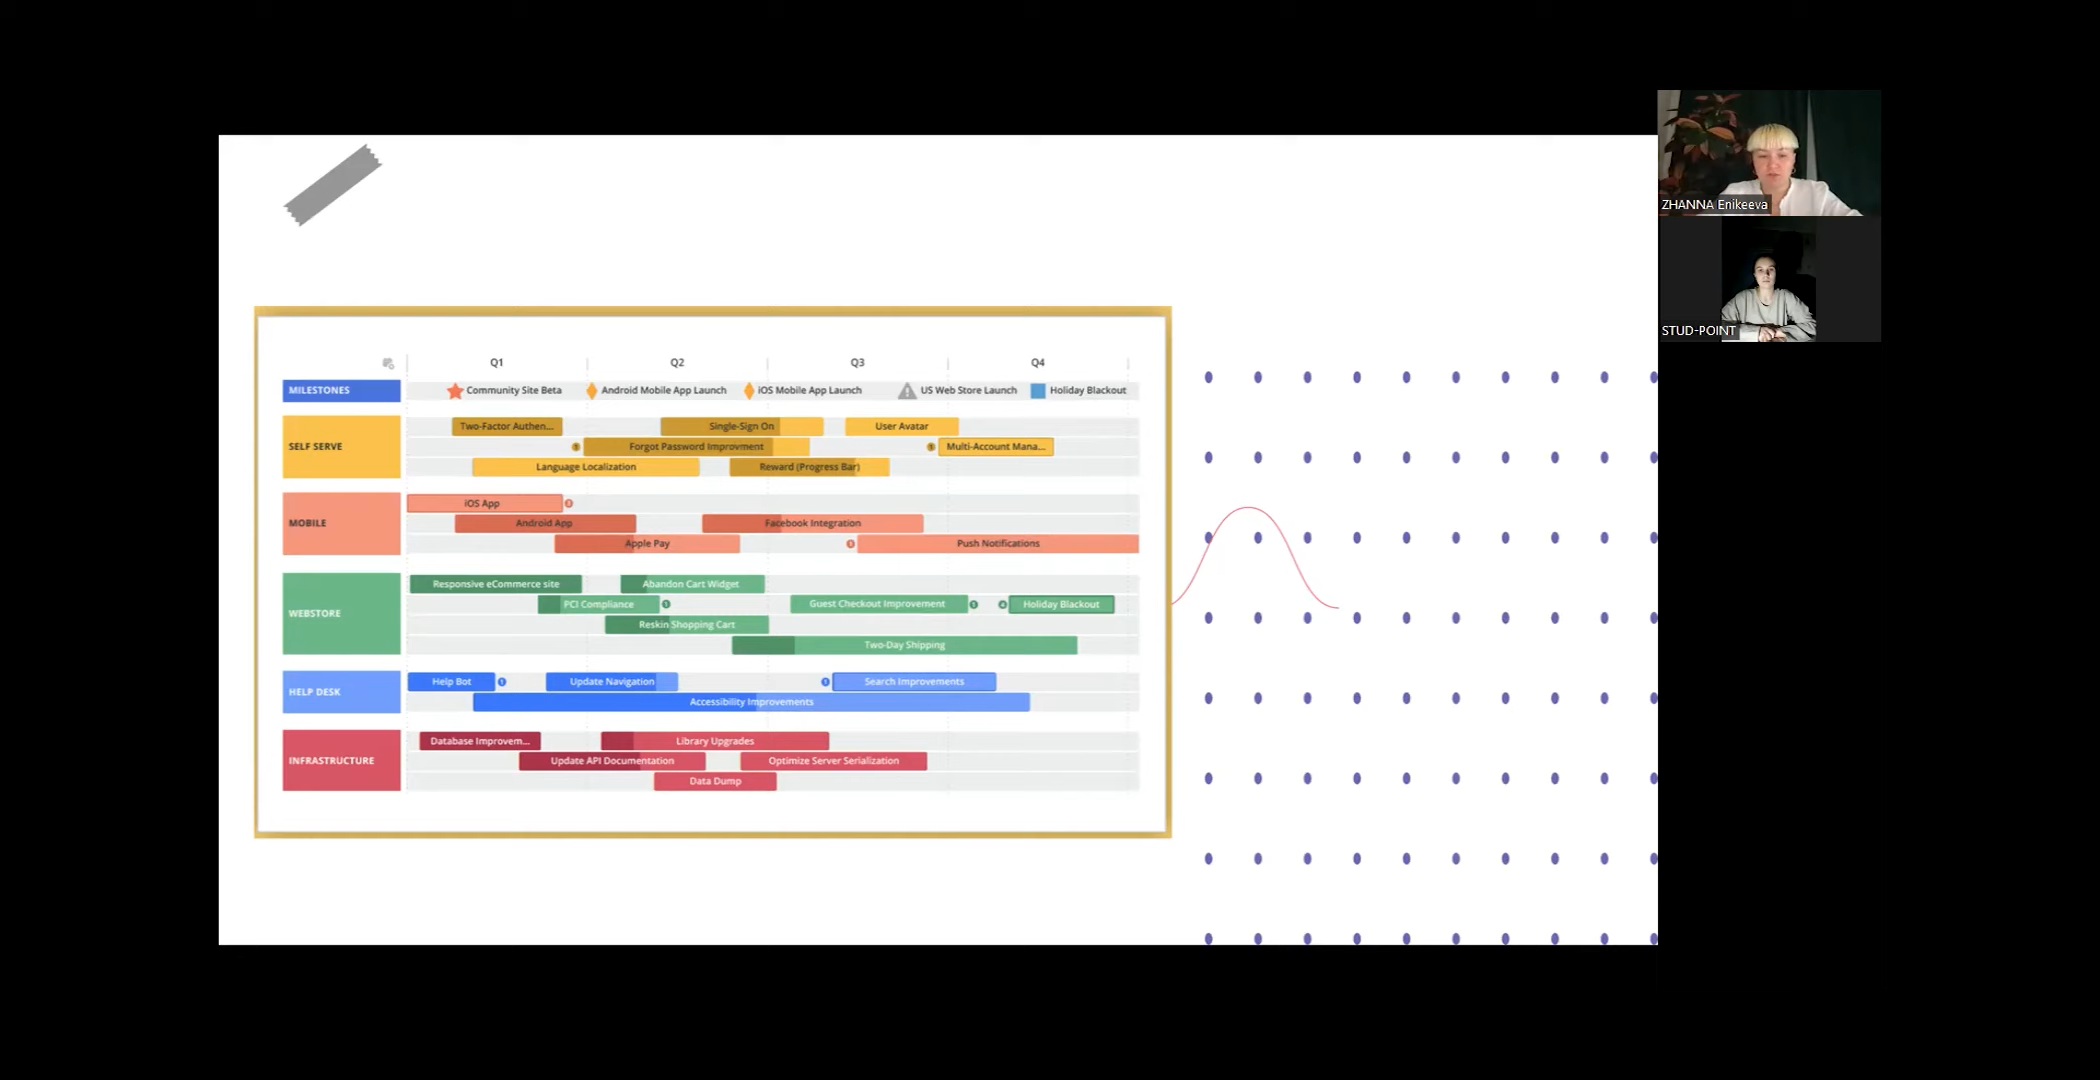 Q1 Q2 Q3 Q4
MILESTONES Community Site Beta Android Mobile App Launch iOS Mobile App Launch US Web Store Launch Holiday Blackout
SELF SERVE
Two-Factor Authen... Single-Sign On User Avatar
Forgot Password Improvment Multi-Account Mana...
Language Localization Reward (Progress Bar)
MOBILE
iOS App
Android App Facebook Integration
Apple Pay Push Notifications
WEBSTORE
Responsive eCommerce site Abandon Cart Widget
PCI Compliance Guest Checkout Improvement Holiday Blackout
Reskin Shopping Cart
Two-Day Shipping
HELP DESK
Help Bot Update Navigation Search Improvements
Accessibility Improvements
INFRASTRUCTURE
Database Improvem... Library Upgrades
Update API Documentation Optimize Server Serialization
Data Dump
ZHANNA Enikeeva
STUD-POINT